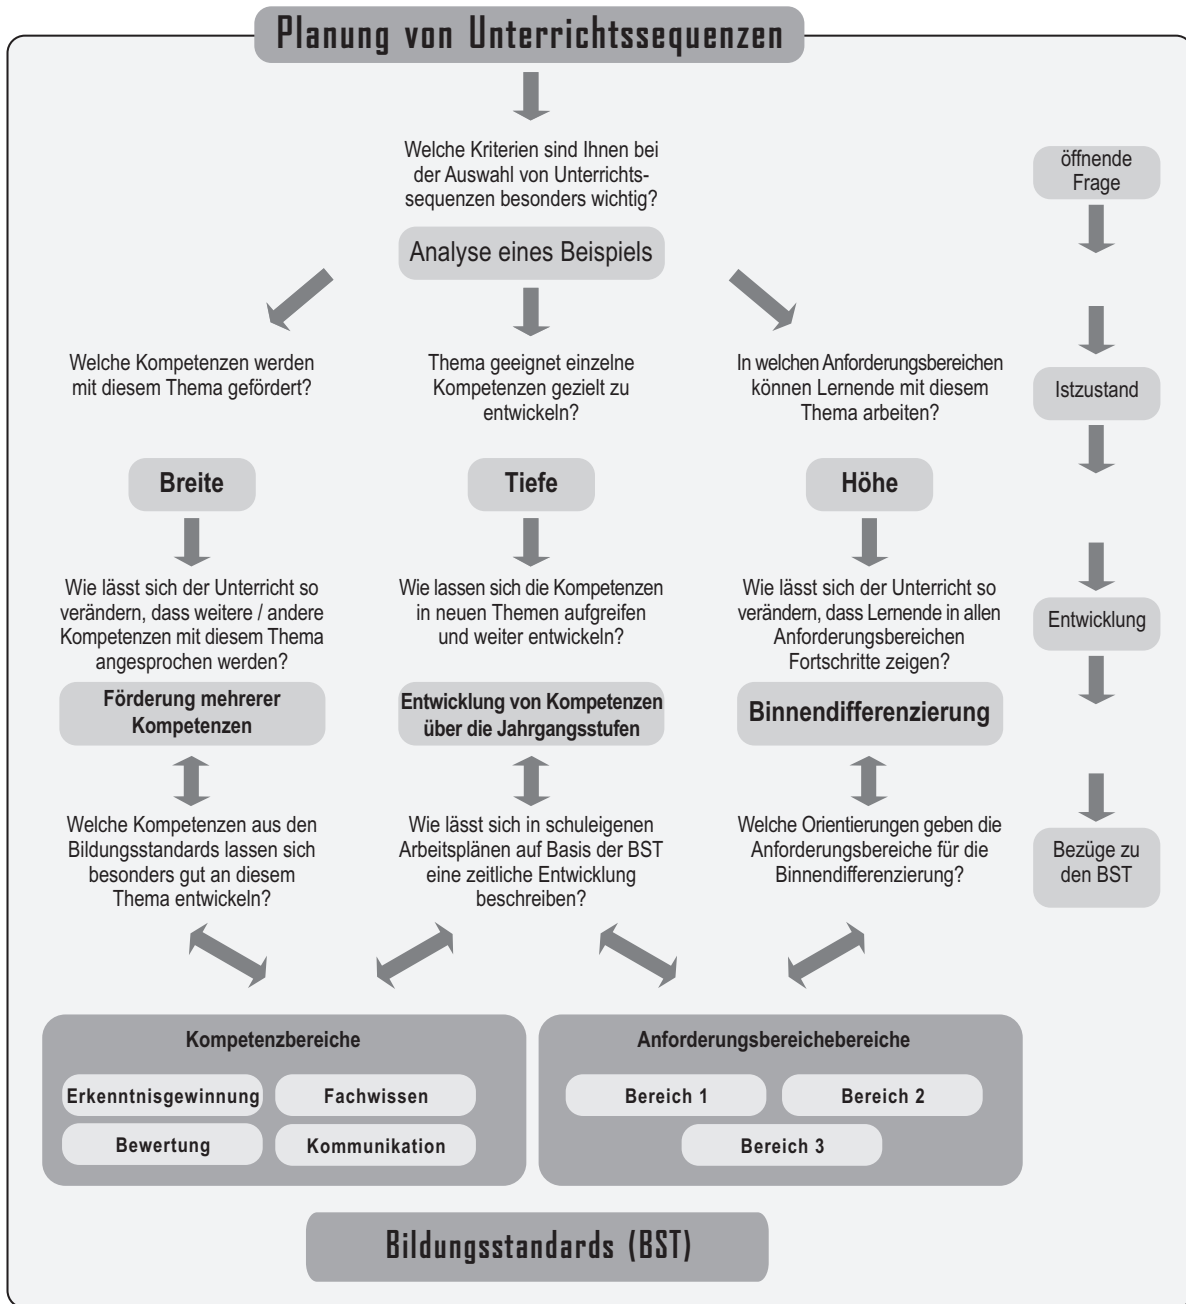 Planung von Unterrichtssequenzen
Welche Kriterien sind Ihnen bei
der Auswahl von Unterrichts-
sequenzen besonders wichtig?
öffnende
Frage
Analyse eines Beispiels
Welche Kompetenzen werden
mit diesem Thema gefördert?
Thema geeignet einzelne
Kompetenzen gezielt zu
entwickeln?
In welchen Anforderungsbereichen
können Lernende mit diesem
Thema arbeiten?
Istzustand
Breite
Tiefe
Höhe
Wie lässt sich der Unterricht so
verändern, dass weitere / andere
Kompetenzen mit diesem Thema
angesprochen werden?
Wie lassen sich die Kompetenzen
in neuen Themen aufgreifen
und weiter entwickeln?
Wie lässt sich der Unterricht so
verändern, dass Lernende in allen
Anforderungsbereichen
Fortschritte zeigen?
Entwicklung
Förderung mehrerer
Kompetenzen
Entwicklung von Kompetenzen
über die Jahrgangsstufen
Binnendifferenzierung
Welche Kompetenzen aus den
Bildungsstandards lassen sich
besonders gut an diesem
Thema entwickeln?
Wie lässt sich in schuleigenen
Arbeitsplänen auf Basis der BST
eine zeitliche Entwicklung
beschreiben?
Welche Orientierungen geben die
Anforderungsbereiche für die
Binnendifferenzierung?
Bezüge zu
den BST
Kompetenzbereiche
Erkenntnisgewinnung
Fachwissen
Bewertung
Kommunikation
Anforderungsbereichebereiche
Bereich 1
Bereich 2
Bereich 3
Bildungsstandards (BST)